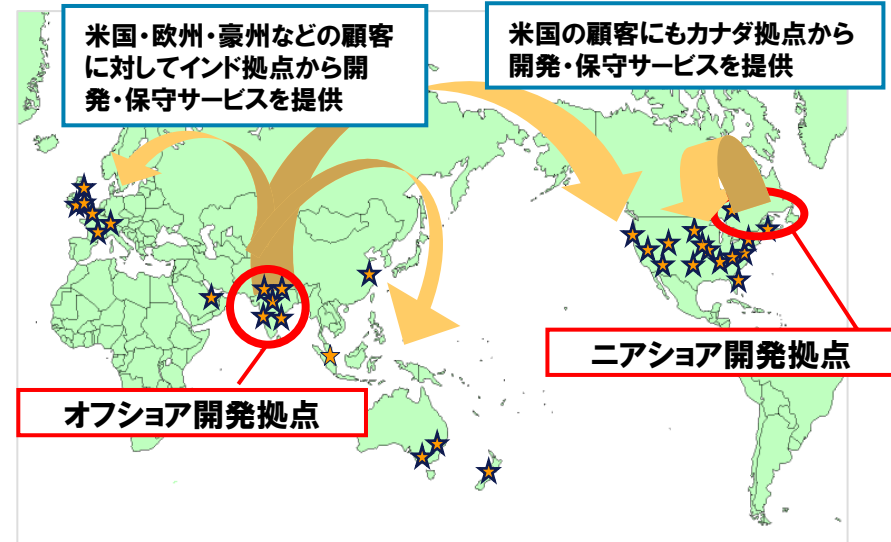 米国・欧州・豪州などの顧客
に対してインド拠点から開
発・保守サービスを提供
米国の顧客にもカナダ拠点から
開発・保守サービスを提供
ニアショア開発拠点
オフショア開発拠点